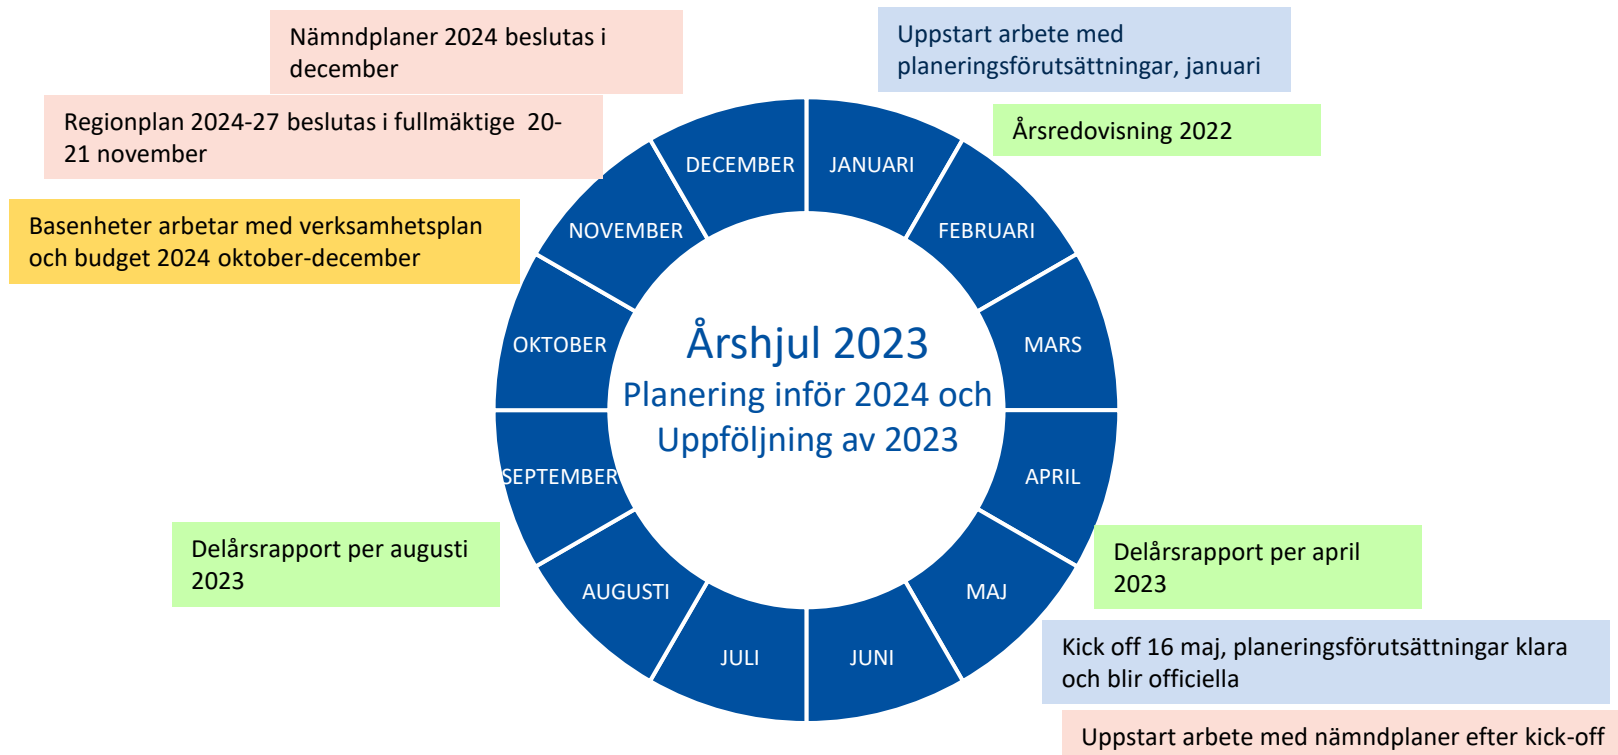 Nämndplaner 2024 beslutas i
december
Uppstart arbete med
planeringsförutsättningar, januari
Regionplan 2024-27 beslutas i fullmäktige 20-
21 november
Årsredovisning 2022
DECEMBER
JANUARI
Basenheter arbetar med verksamhetsplan
och budget 2024 oktober-december
NOVEMBER
FEBRUARI
OKTOBER
MARS
Årshjul 2023
Planering inför 2024 och
Uppföljning av 2023
SEPTEMBER
APRIL
Delårsrapport per augusti
2023
Delårsrapport per april
2023
AUGUSTI
MAJ
JULI
JUNI
Kick off 16 maj, planeringsförutsättningar klara
och blir officiella
Uppstart arbete med nämndplaner efter kick-off